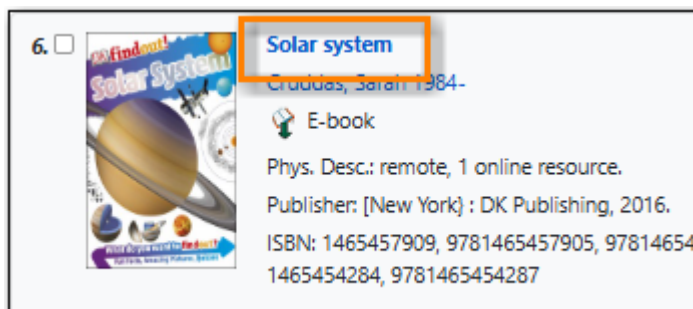 6.
Solar system
Cruddas, Sarah 1984-
E-book
Phys. Desc.: remote, 1 online resource.
Publisher: [New York} : DK Publishing, 2016.
ISBN: 1465457909, 9781465457905, 97814654
1465454284, 9781465454287
DK findout!
Solar System